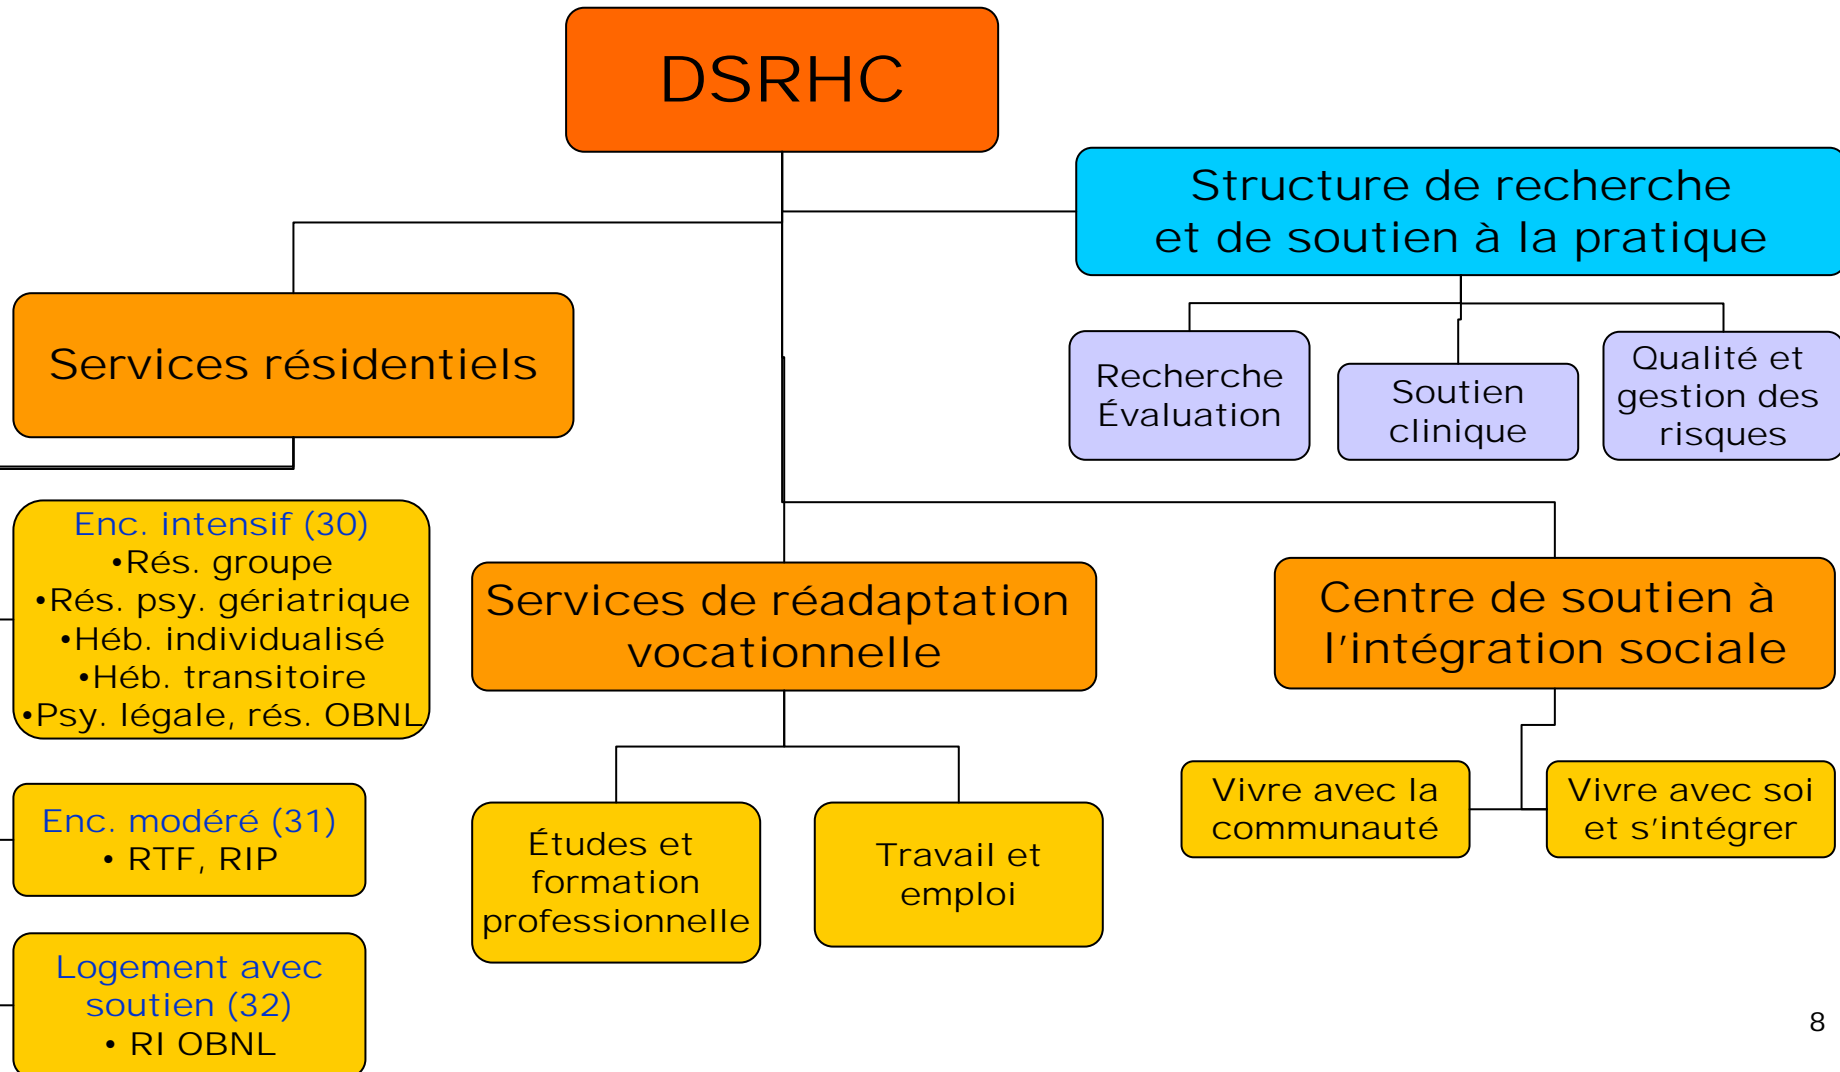 DSRHC
Structure de recherche
et de soutien à la pratique
Services résidentiels
Recherche
Évaluation
Soutien
clinique
Qualité et
gestion des
risques
Enc. intensif (30)
•Rés. groupe
•Rés. psy. gériatrique
•Héb. individualisé
•Héb. transitoire
•Psy. légale, rés. OBNL
Services de réadaptation
vocationnelle
Centre de soutien à
l'intégration sociale
Enc. modéré (31)
• RTF, RIP
Études et
formation
professionnelle
Travail et
emploi
Vivre avec la
communauté
Vivre avec soi
et s'intégrer
Logement avec
soutien (32)
• RI OBNL
8